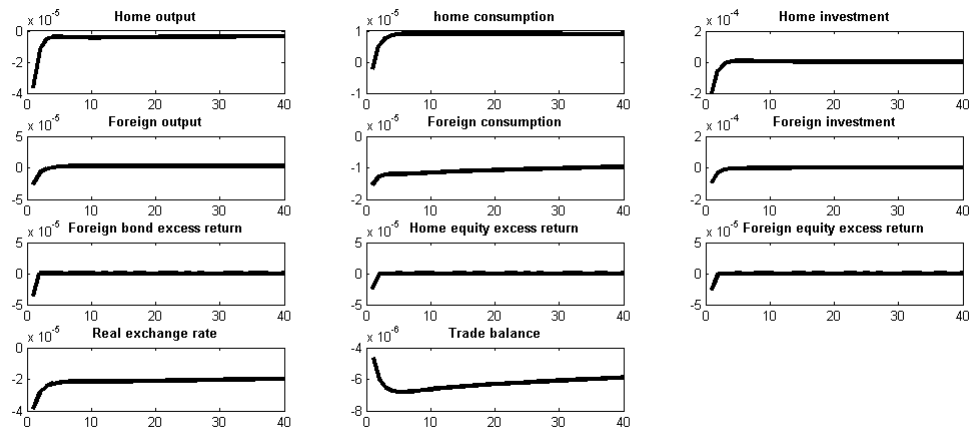 Home output
home consumption
Home investment
x 10^-5
x 10^-5
x 10^-4
0
-2
-4
0 10 20 30 40
1
0
-1
0 10 20 30 40
2
0
-2
0 10 20 30 40
Foreign output
Foreign consumption
Foreign investment
x 10^-5
x 10^-5
x 10^-4
5
0
-5
0 10 20 30 40
0
-1
-2
0 10 20 30 40
2
0
-2
0 10 20 30 40
Foreign bond excess return
Home equity excess return
Foreign equity excess return
x 10^-5
x 10^-5
x 10^-5
5
0
-5
0 10 20 30 40
5
0
-5
0 10 20 30 40
5
0
-5
0 10 20 30 40
Real exchange rate
Trade balance
x 10^-5
x 10^-6
0
-2
-4
0 10 20 30 40
-4
-6
-8
0 10 20 30 40